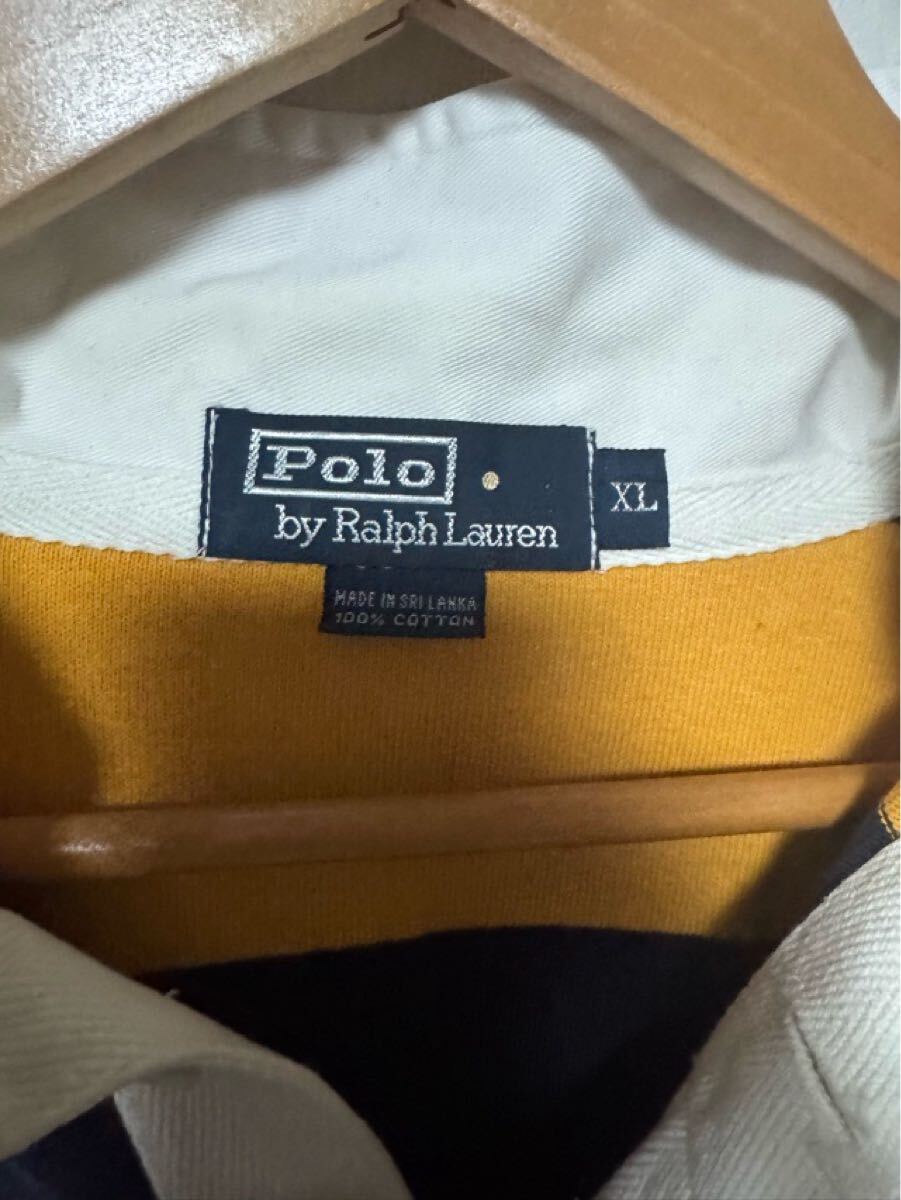 Polo
by Ralph Lauren
XL
MADE IN SRI LANKA
100% COTTON